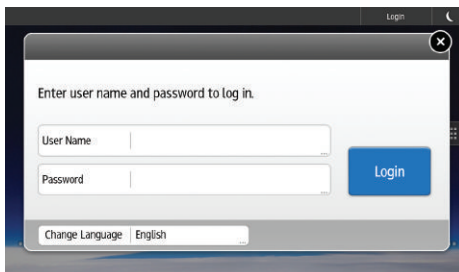 Login
Enter user name and password to log in.
User Name
...
Password
...
Login
Change Language English
...